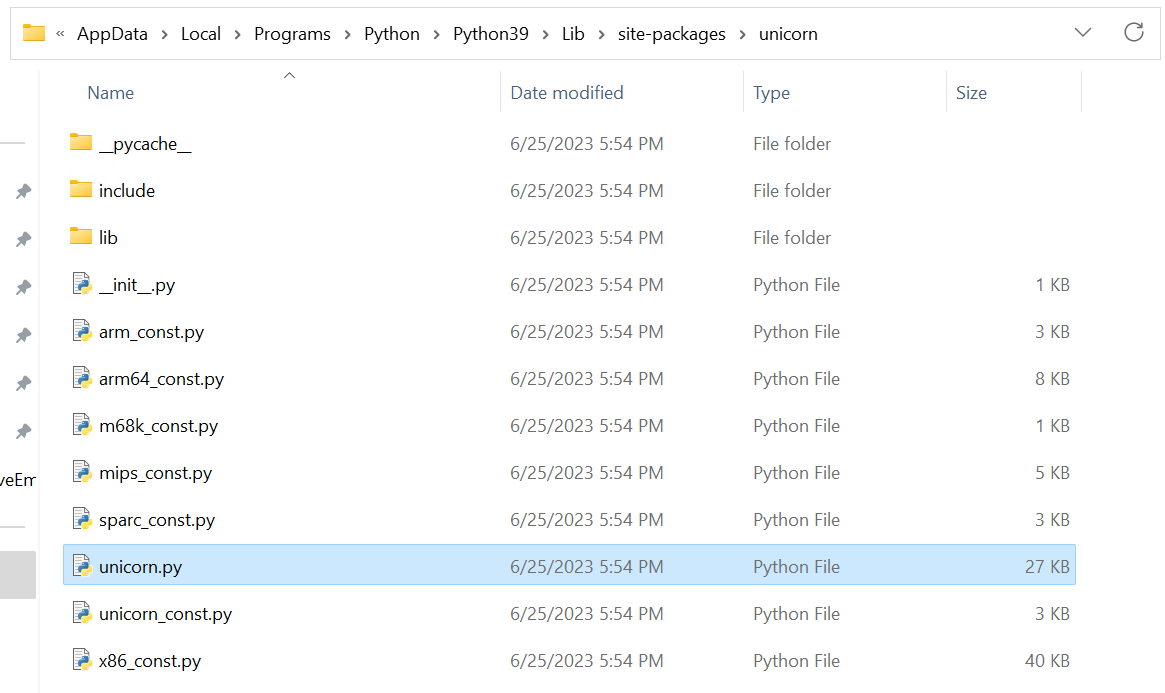 « AppData > Local > Programs > Python > Python39 > Lib > site-packages > unicorn
Name Date modified Type Size
__pycache__ 6/25/2023 5:54 PM File folder
include 6/25/2023 5:54 PM File folder
lib 6/25/2023 5:54 PM File folder
__init__.py 6/25/2023 5:54 PM Python File 1 KB
arm_const.py 6/25/2023 5:54 PM Python File 3 KB
arm64_const.py 6/25/2023 5:54 PM Python File 8 KB
m68k_const.py 6/25/2023 5:54 PM Python File 1 KB
veEm
mips_const.py 6/25/2023 5:54 PM Python File 5 KB
sparc_const.py 6/25/2023 5:54 PM Python File 3 KB
unicorn.py 6/25/2023 5:54 PM Python File 27 KB
unicorn_const.py 6/25/2023 5:54 PM Python File 3 KB
x86_const.py 6/25/2023 5:54 PM Python File 40 KB